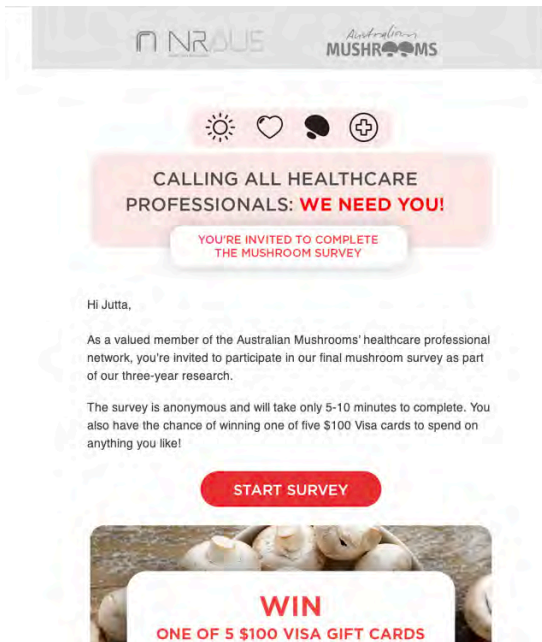 NRAUS
Australian
MUSHROOMS
CALLING ALL HEALTHCARE
PROFESSIONALS: WE NEED YOU!
YOU'RE INVITED TO COMPLETE
THE MUSHROOM SURVEY
Hi Jutta,
As a valued member of the Australian Mushrooms' healthcare professional
network, you're invited to participate in our final mushroom survey as part
of our three-year research.
The survey is anonymous and will take only 5-10 minutes to complete. You
also have the chance of winning one of five $100 Visa cards to spend on
anything you like!
START SURVEY
WIN
ONE OF 5 $100 VISA GIFT CARDS